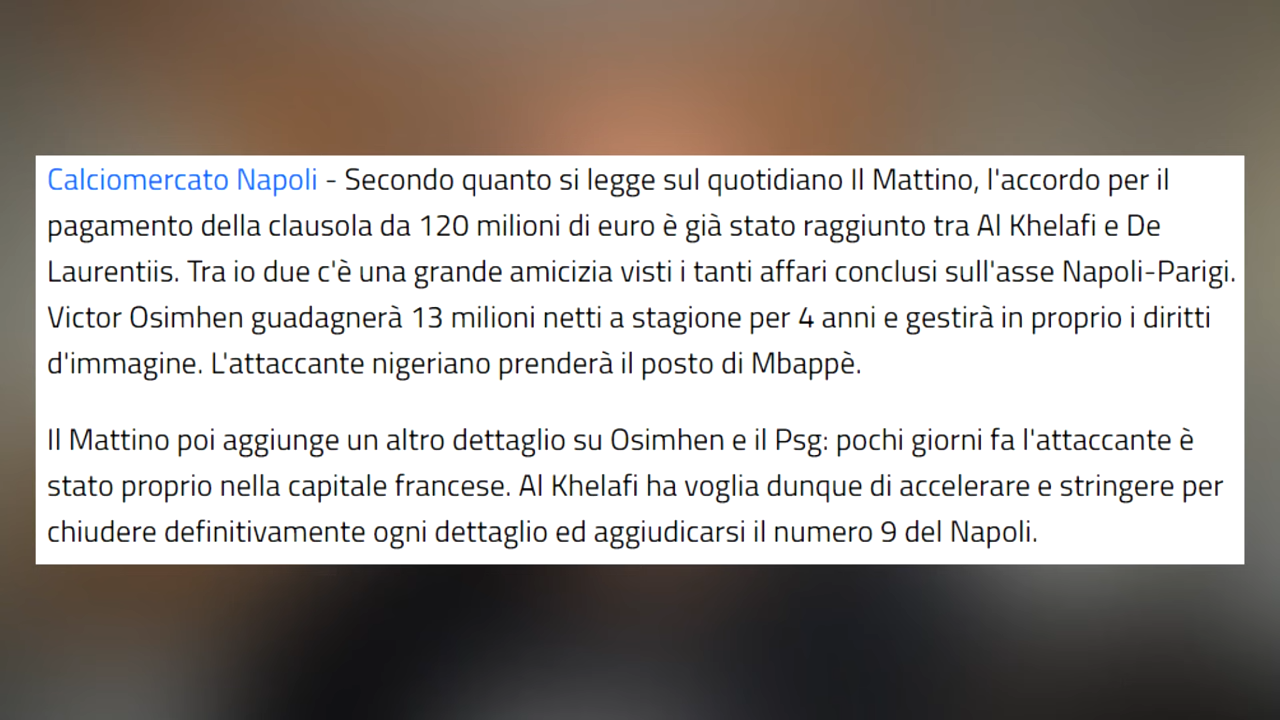 Calciomercato Napoli - Secondo quanto si legge sul quotidiano Il Mattino, l'accordo per il
pagamento della clausola da 120 milioni di euro è già stato raggiunto tra Al Khelafi e De
Laurentiis. Tra io due c'è una grande amicizia visti i tanti affari conclusi sull'asse Napoli-Parigi.
Victor Osimhen guadagnerà 13 milioni netti a stagione per 4 anni e gestirà in proprio i diritti
d'immagine. L'attaccante nigeriano prenderà il posto di Mbappè.
Il Mattino poi aggiunge un altro dettaglio su Osimhen e il Psg: pochi giorni fa l'attaccante è
stato proprio nella capitale francese. Al Khelafi ha voglia dunque di accelerare e stringere per
chiudere definitivamente ogni dettaglio ed aggiudicarsi il numero 9 del Napoli.